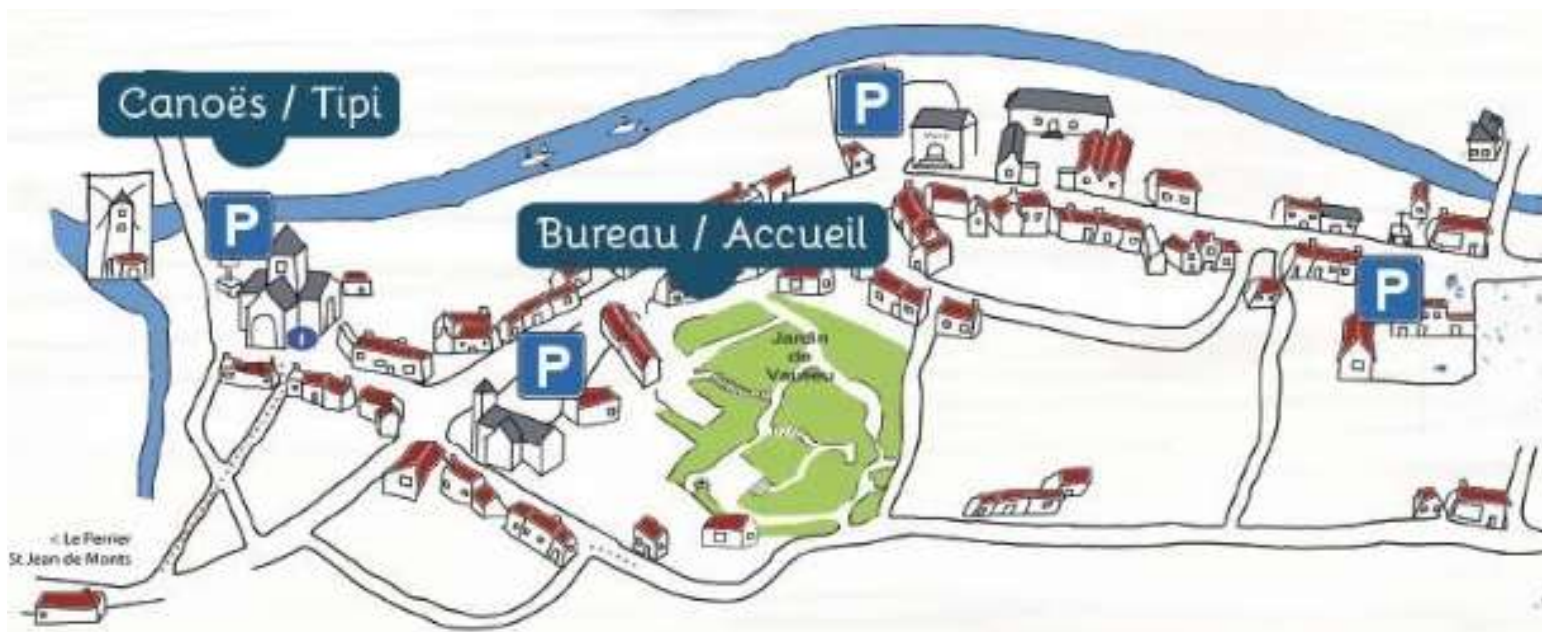 Canoës / Tipi
P
P
Bureau / Accueil
P
P
Jardin
de
P
i
< Le Perrier
St Jean de Monts